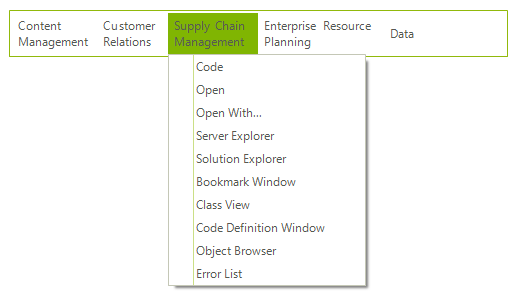 Content Management
Customer Relations
Supply Chain Management
Enterprise Resource Planning
Data
Code
Open
Open With...
Server Explorer
Solution Explorer
Bookmark Window
Class View
Code Definition Window
Object Browser
Error List